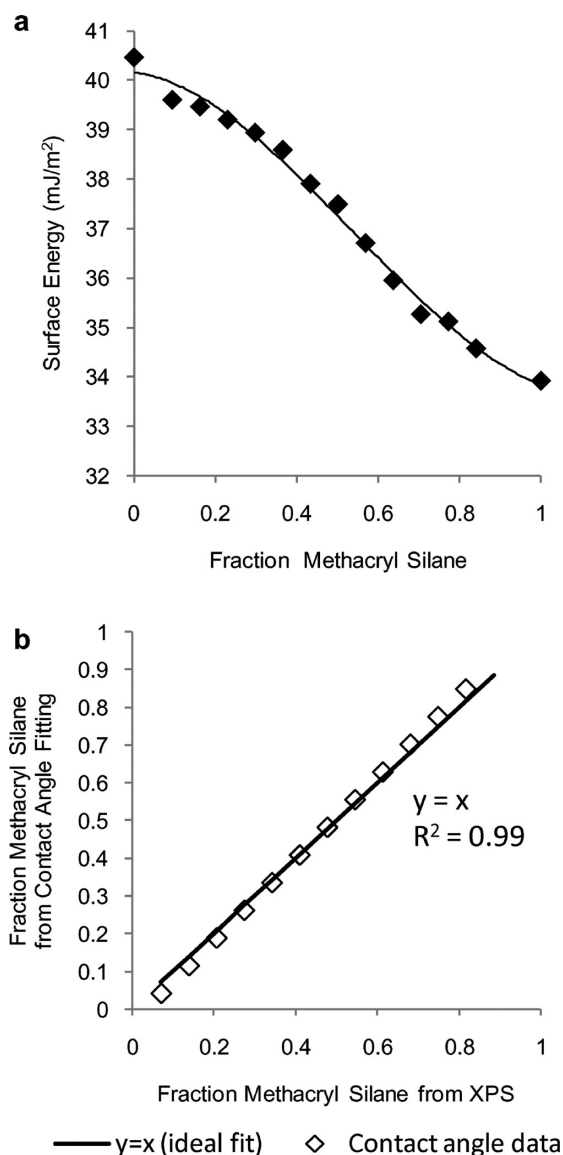 a
41
40
39
38
37
36
35
34
33
32
Surface Energy (mJ/m²)
0 0.2 0.4 0.6 0.8 1
Fraction Methacryl Silane
b
1
0.9
0.8
0.7
0.6
0.5
0.4
0.3
0.2
0.1
0
Fraction Methacryl Silane
from Contact Angle Fitting
y = x
R² = 0.99
0 0.2 0.4 0.6 0.8 1
Fraction Methacryl Silane from XPS
y=x (ideal fit) Contact angle data